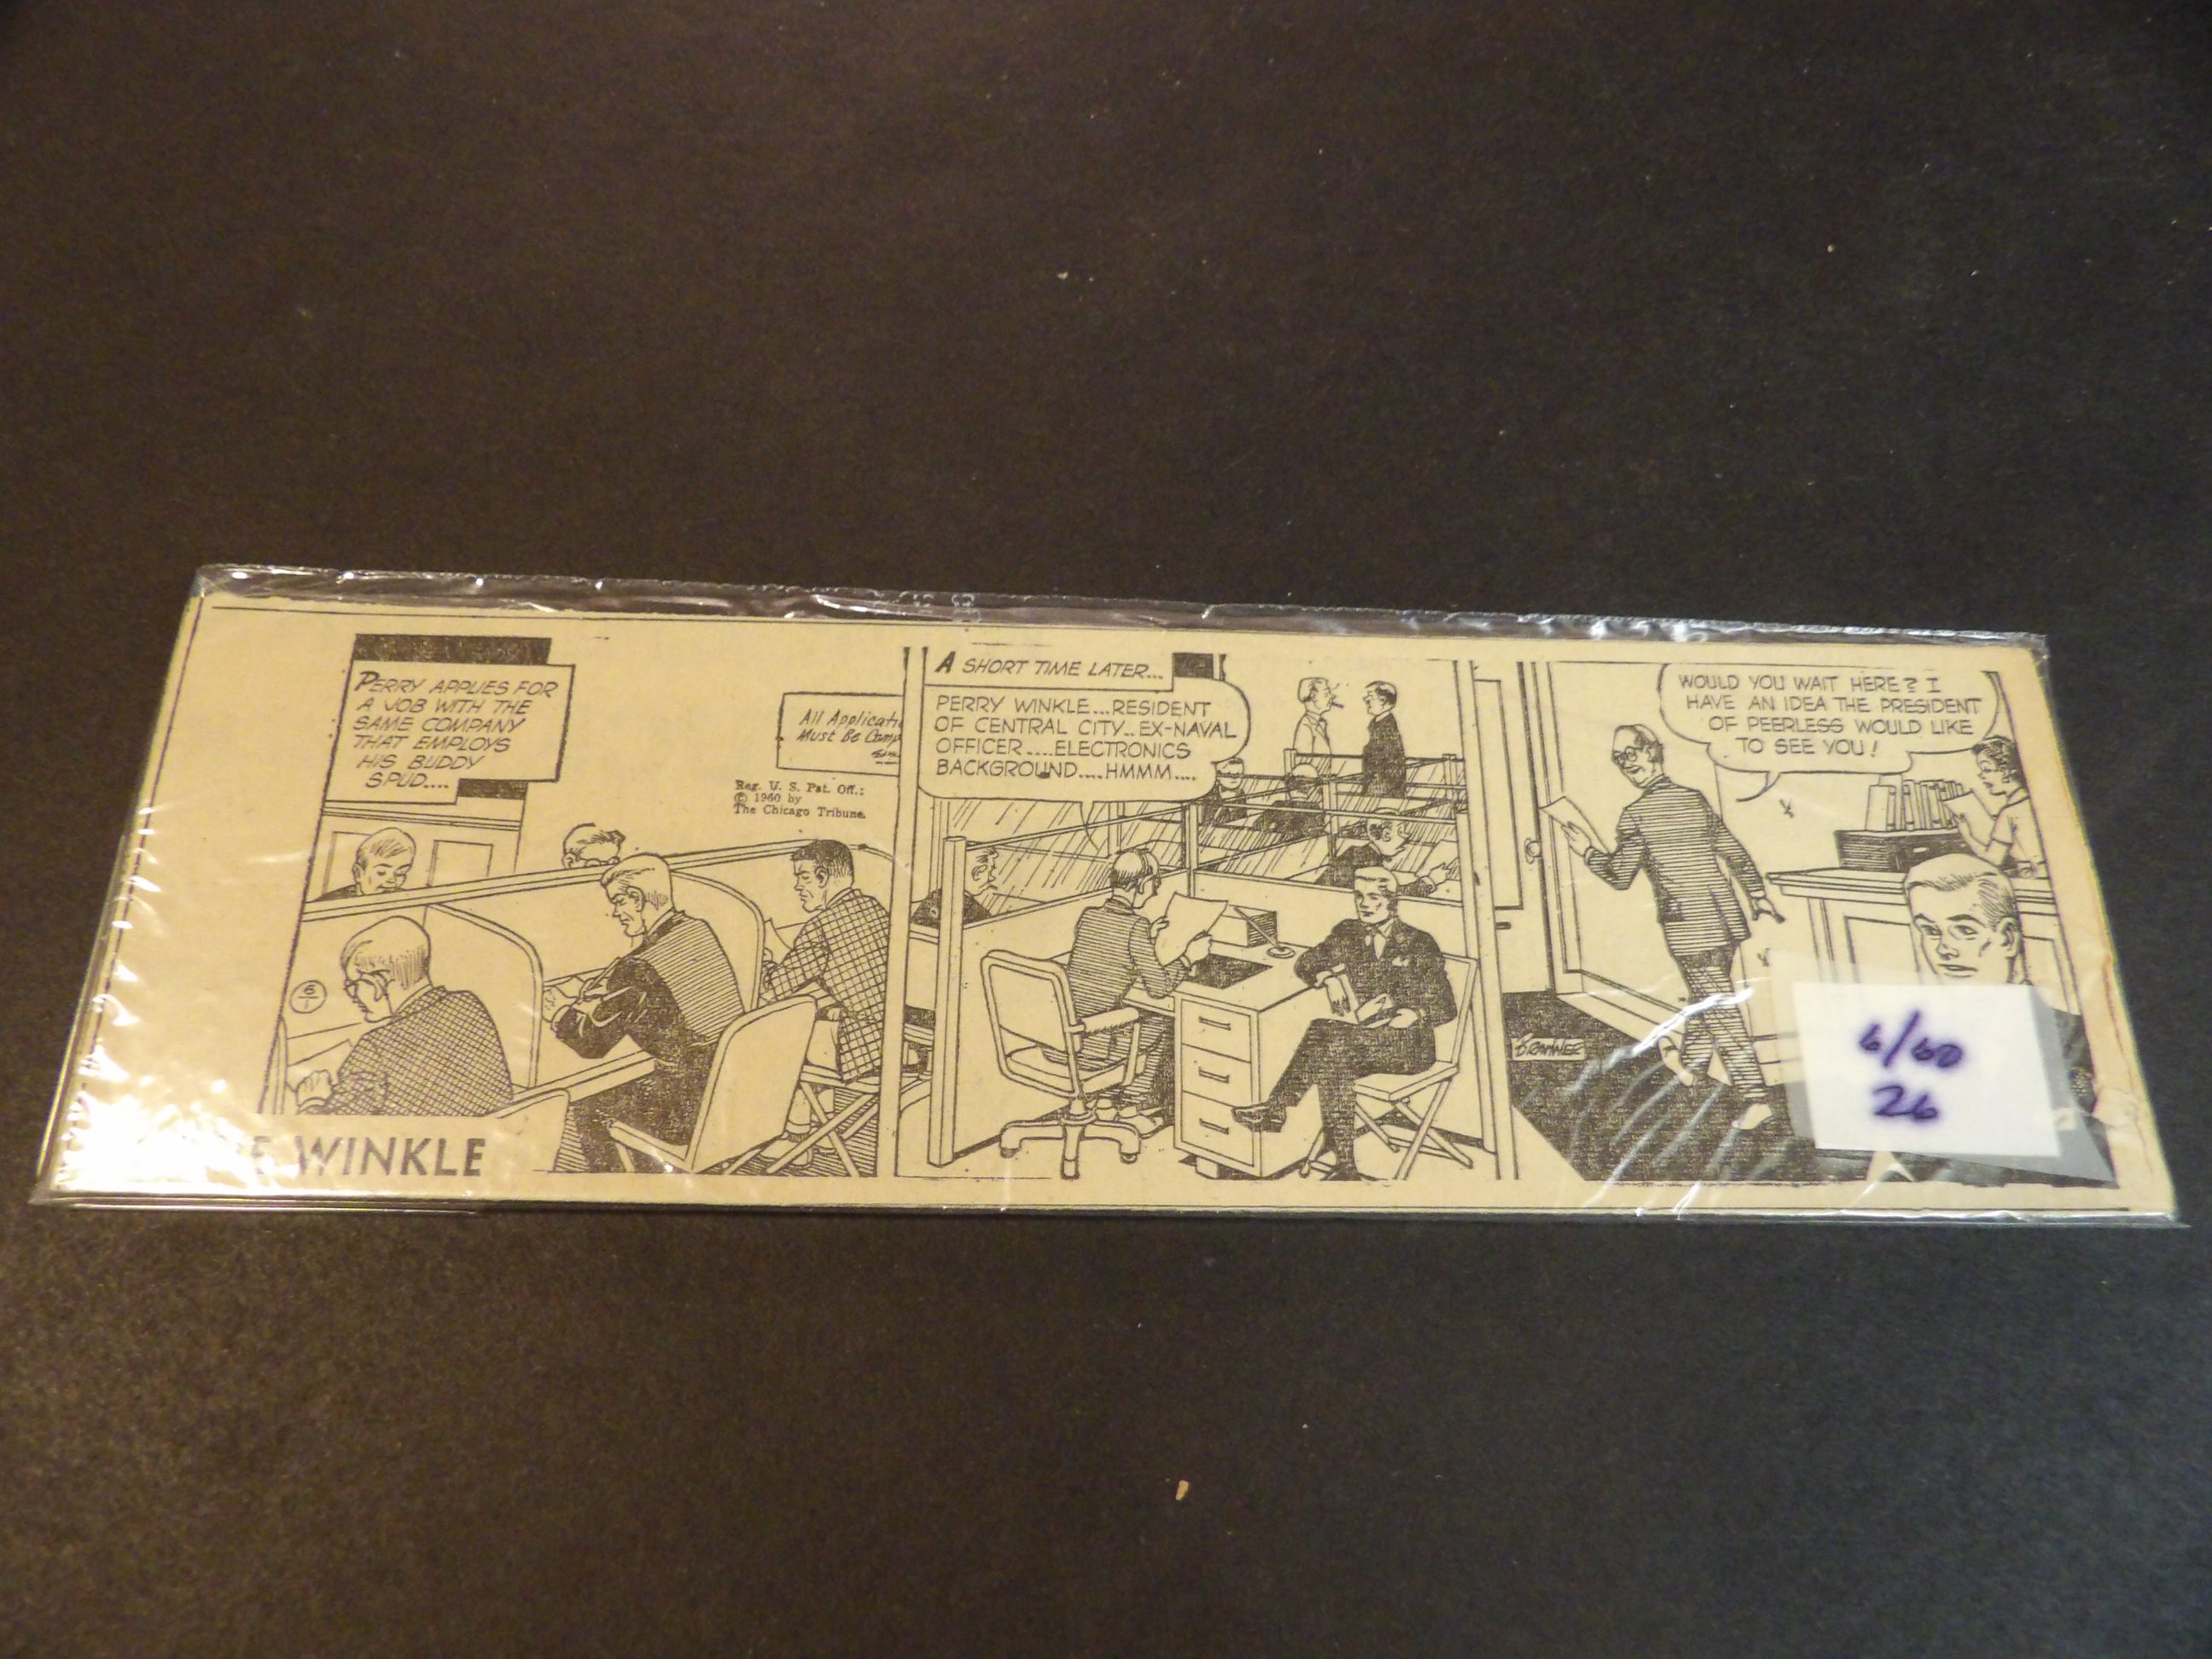 PERRY APPLIES FOR
A JOB WITH THE
SAME COMPANY
THAT EMPLOYS
HIS BUDDY
SPUD....
All Applicati
Must Be Comp
Reg. U. S. Pat. Off.:
© 1960 by
The Chicago Tribune.
6/1
WINKLE
A SHORT TIME LATER...
PERRY WINKLE...RESIDENT
OF CENTRAL CITY..EX-NAVAL
OFFICER....ELECTRONICS
BACKGROUND....HMMM....
WOULD YOU WAIT HERE? I
HAVE AN IDEA THE PRESIDENT
OF PEERLESS WOULD LIKE
TO SEE YOU!
BRANNER
6/60
26